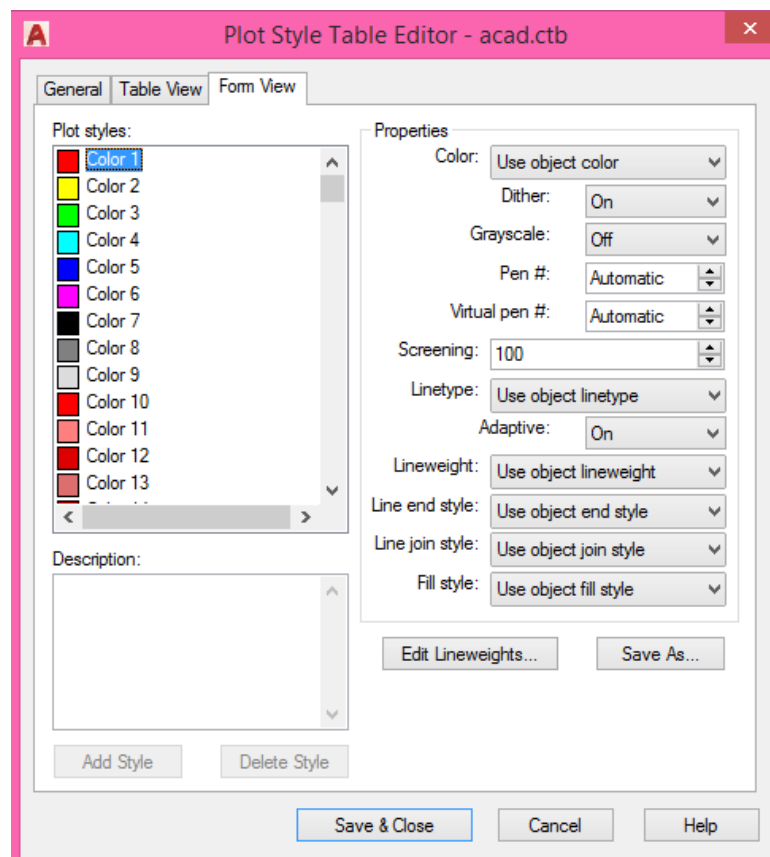 Plot Style Table Editor - acad.ctb
General
Table View
Form View
Plot styles:
Color 1
Color 2
Color 3
Color 4
Color 5
Color 6
Color 7
Color 8
Color 9
Color 10
Color 11
Color 12
Color 13
Description:
Add Style
Delete Style
Properties
Color: Use object color
Dither: On
Grayscale: Off
Pen #: Automatic
Virtual pen #: Automatic
Screening: 100
Linetype: Use object linetype
Adaptive: On
Lineweight: Use object lineweight
Line end style: Use object end style
Line join style: Use object join style
Fill style: Use object fill style
Edit Lineweights...
Save As...
Save & Close
Cancel
Help